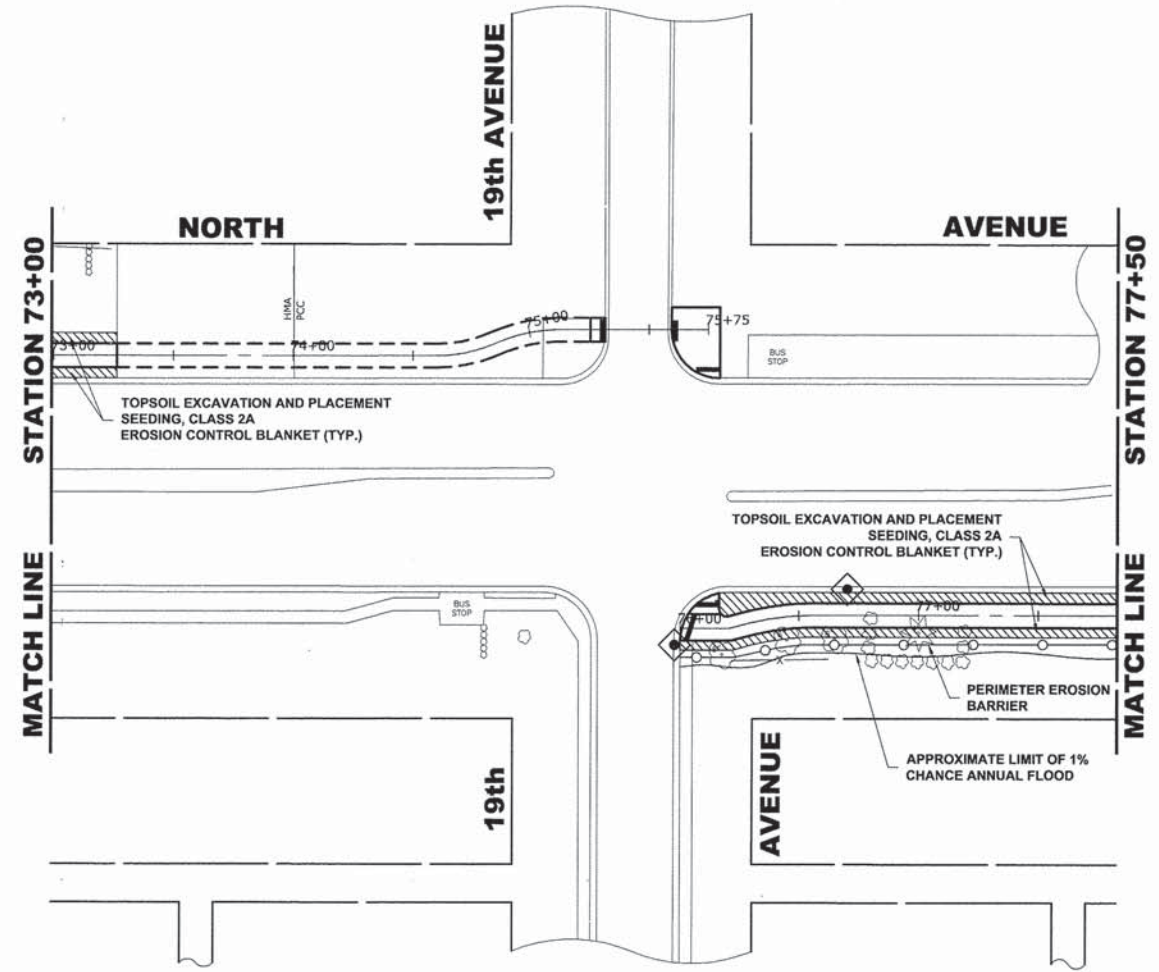 19th AVENUE
NORTH
AVENUE
STATION 73+00
STATION 77+50
HMA
PCC
73+00
74+00
75+00
75+75
BUS
STOP
TOPSOIL EXCAVATION AND PLACEMENT
SEEDING, CLASS 2A
EROSION CONTROL BLANKET (TYP.)
TOPSOIL EXCAVATION AND PLACEMENT
SEEDING, CLASS 2A
EROSION CONTROL BLANKET (TYP.)
MATCH LINE
MATCH LINE
BUS
STOP
76+00
77+00
X
PERIMETER EROSION
BARRIER
APPROXIMATE LIMIT OF 1%
CHANCE ANNUAL FLOOD
19th
AVENUE